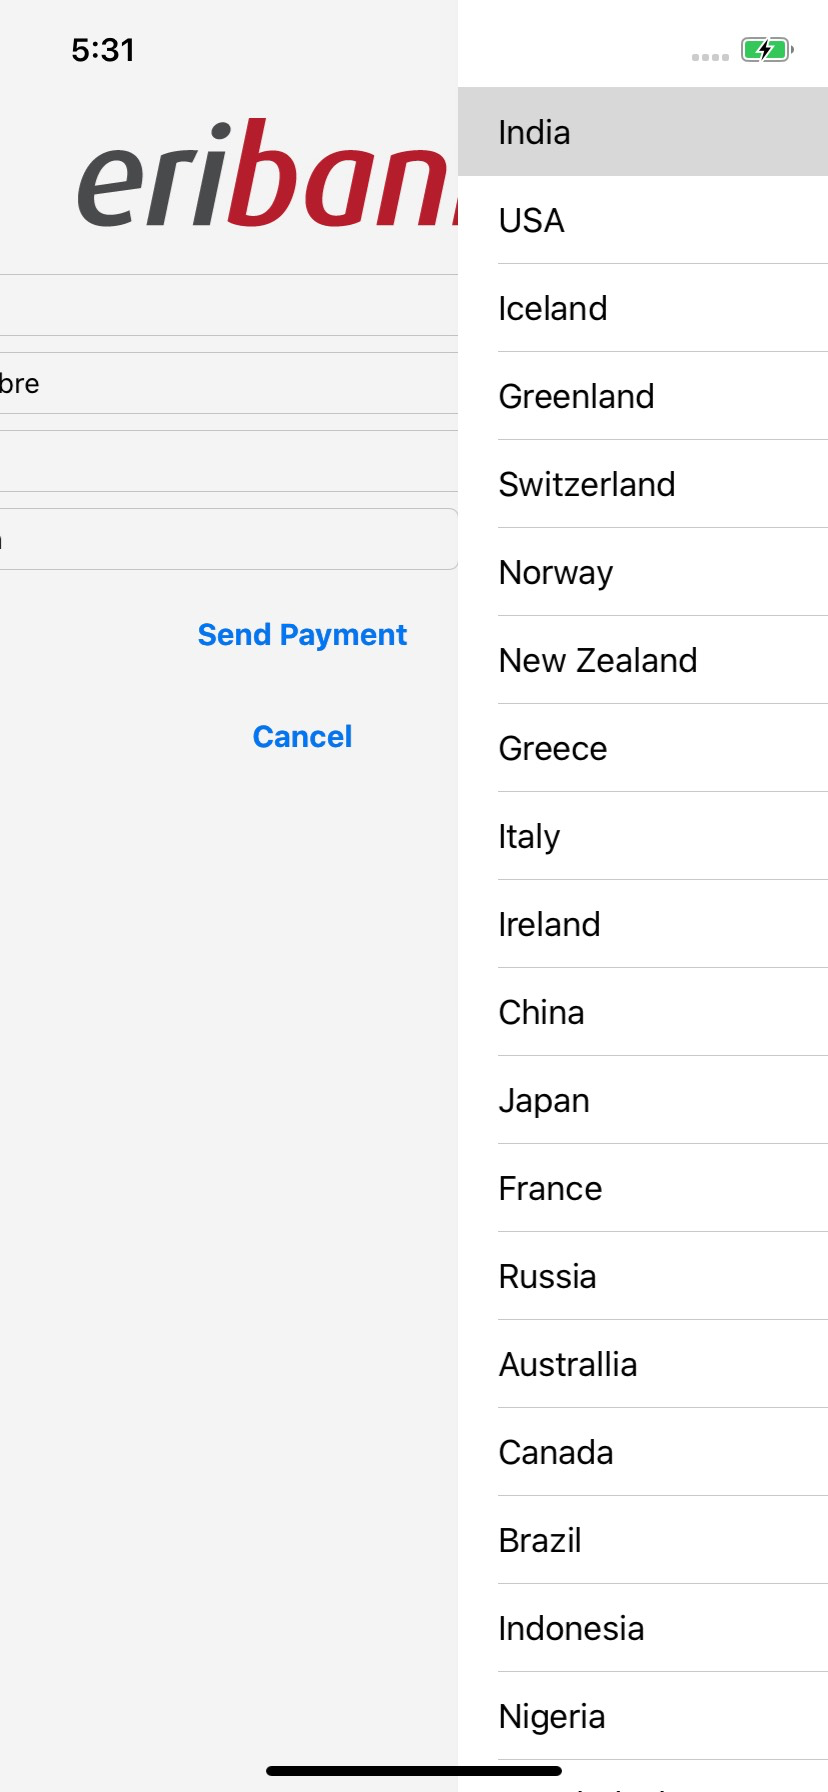 5:31
eriban
bre
Send Payment
Cancel
India
USA
Iceland
Greenland
Switzerland
Norway
New Zealand
Greece
Italy
Ireland
China
Japan
France
Russia
Australlia
Canada
Brazil
Indonesia
Nigeria